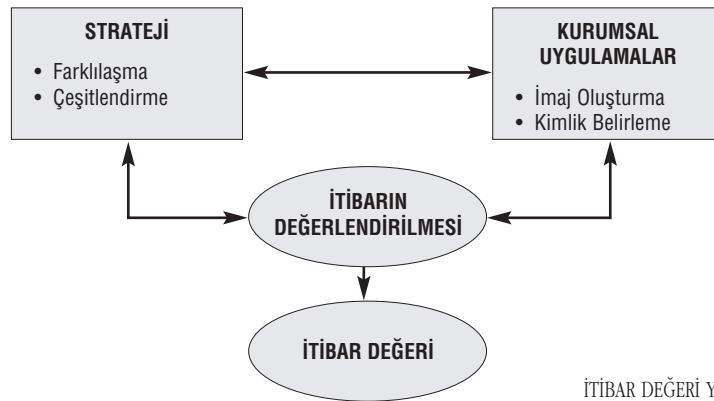 STRATEJİ
• Farklılaşma
• Çeşitlendirme
KURUMSAL
UYGULAMALAR
• İmaj Oluşturma
• Kimlik Belirleme
İTİBARIN
DEĞERLENDİRİLMESİ
İTİBAR DEĞERİ
İTİBAR DEĞERİ Y